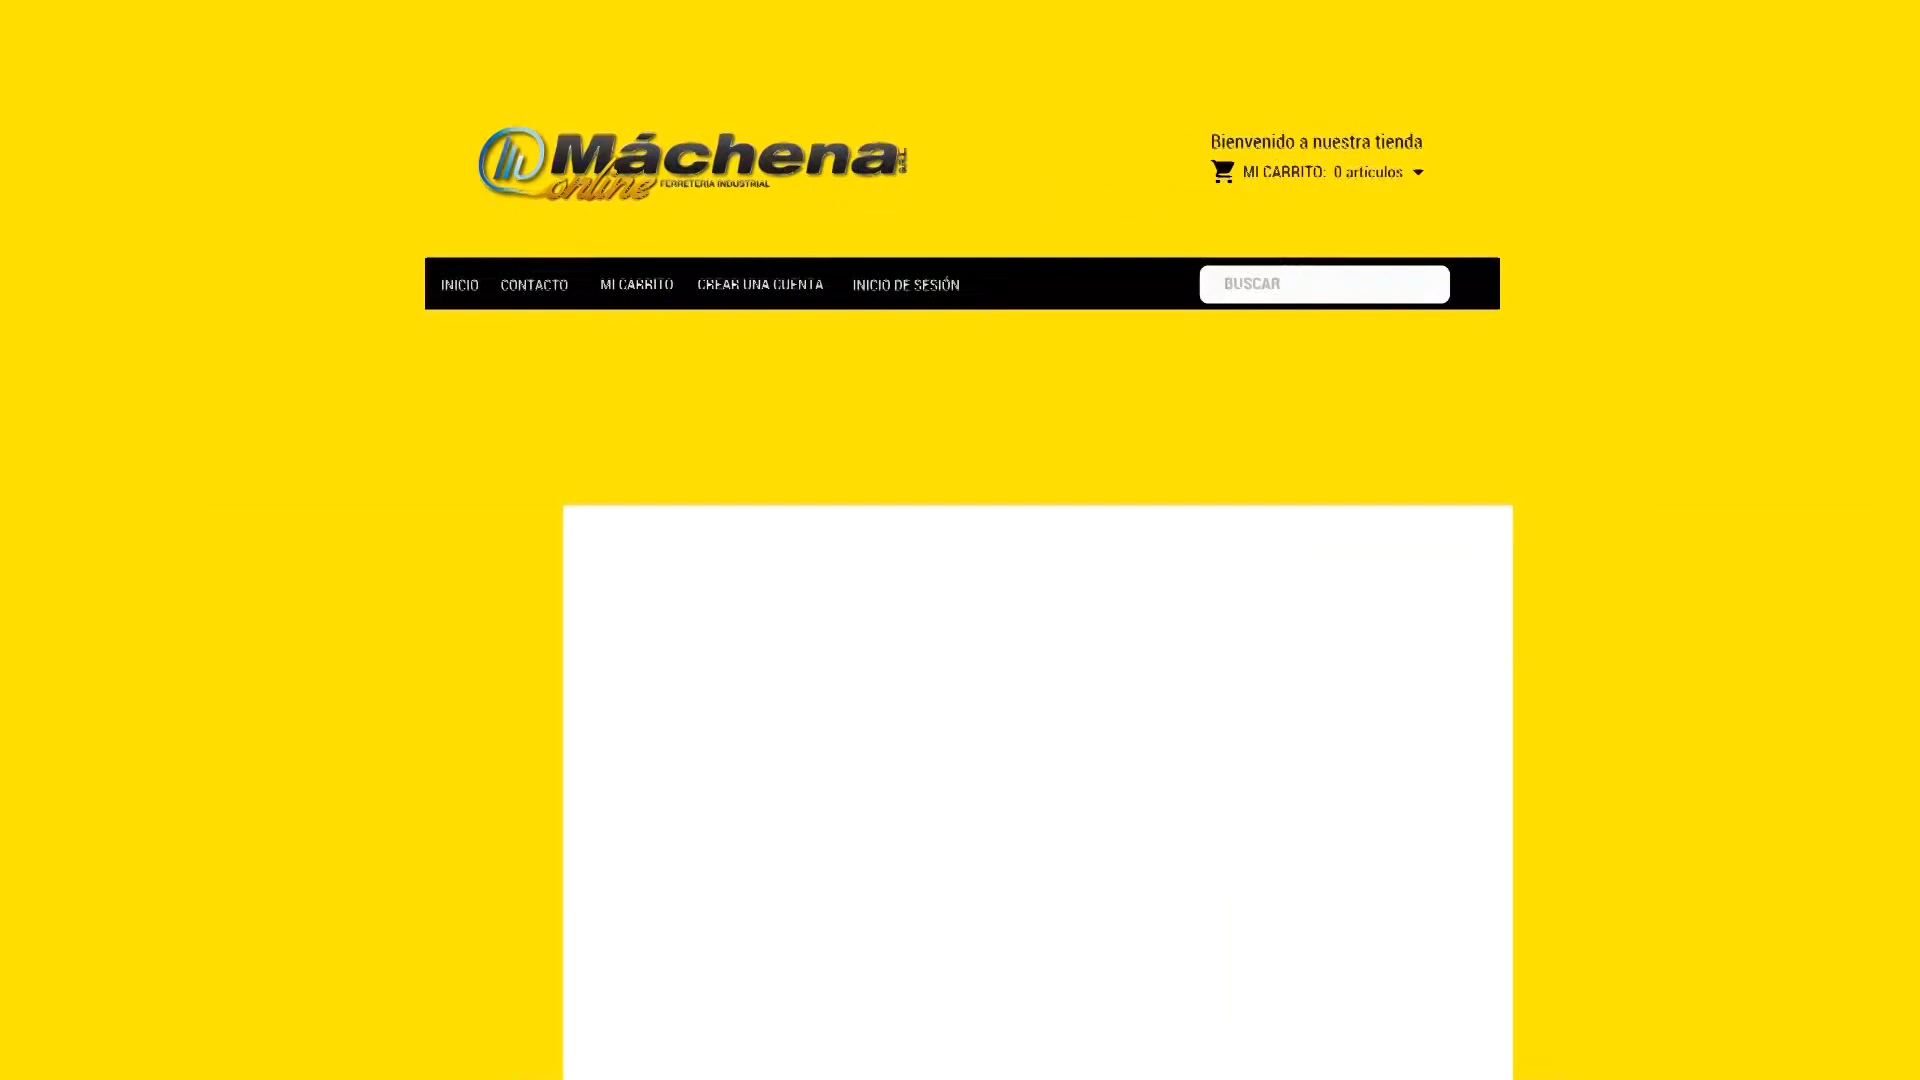 Máchena S.R.L
online FERRETERIA INDUSTRIAL
Bienvenido a nuestra tienda
MI CARRITO: 0 artículos
INICIO CONTACTO MI CARRITO CREAR UNA CUENTA INICIO DE SESIÓN BUSCAR